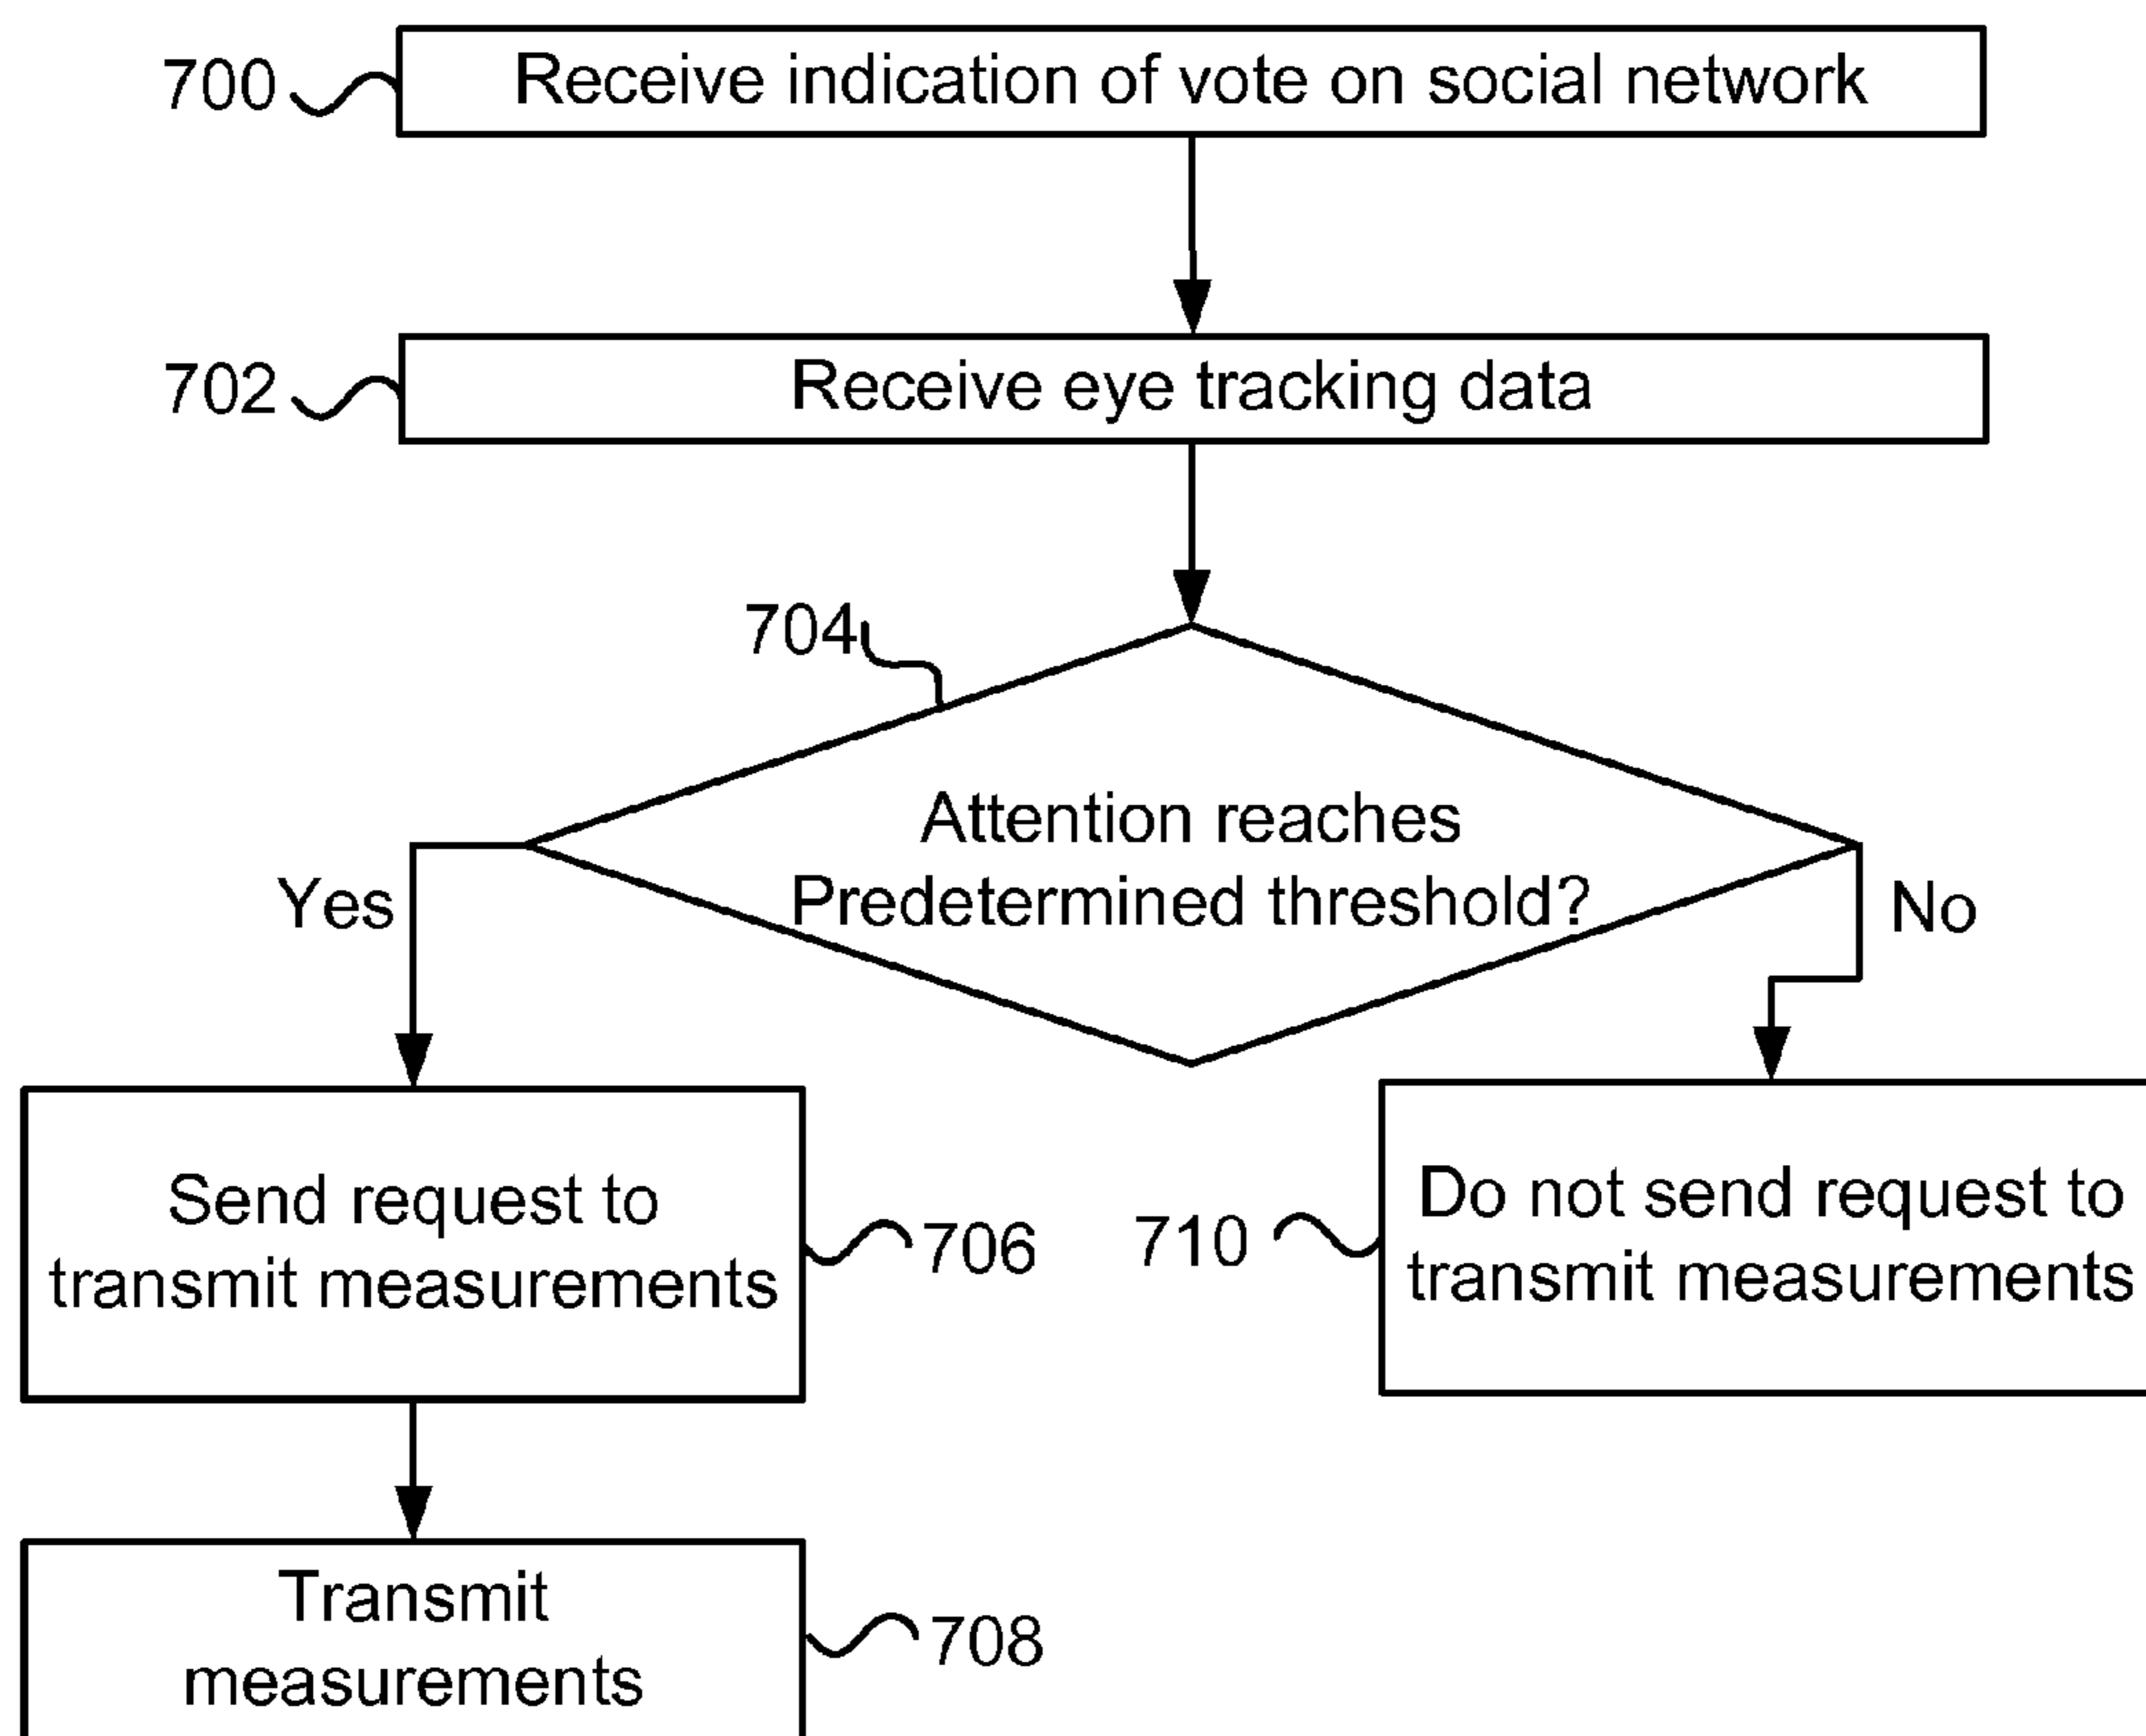 700
Receive indication of vote on social network
702
Receive eye tracking data
704
Attention reaches
Predetermined threshold?
Yes
No
Send request to
transmit measurements
706
710
Do not send request to
transmit measurements
Transmit
measurements
708